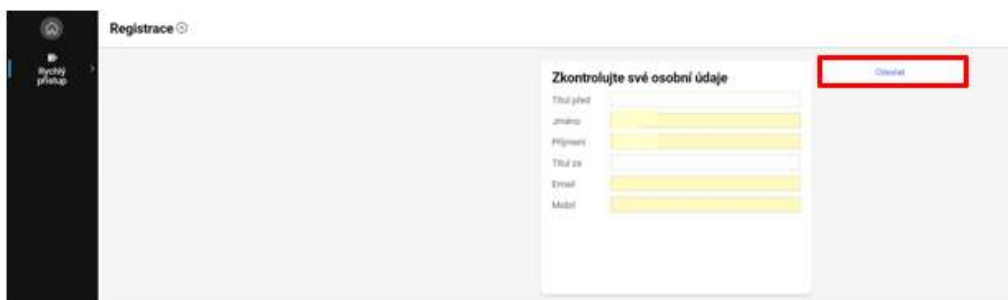 Registrace
Rychlý
přístup
Zkontrolujte své osobní údaje
Titul před
Jméno
Příjmení
Titul za
Email
Mobil
Odeslat